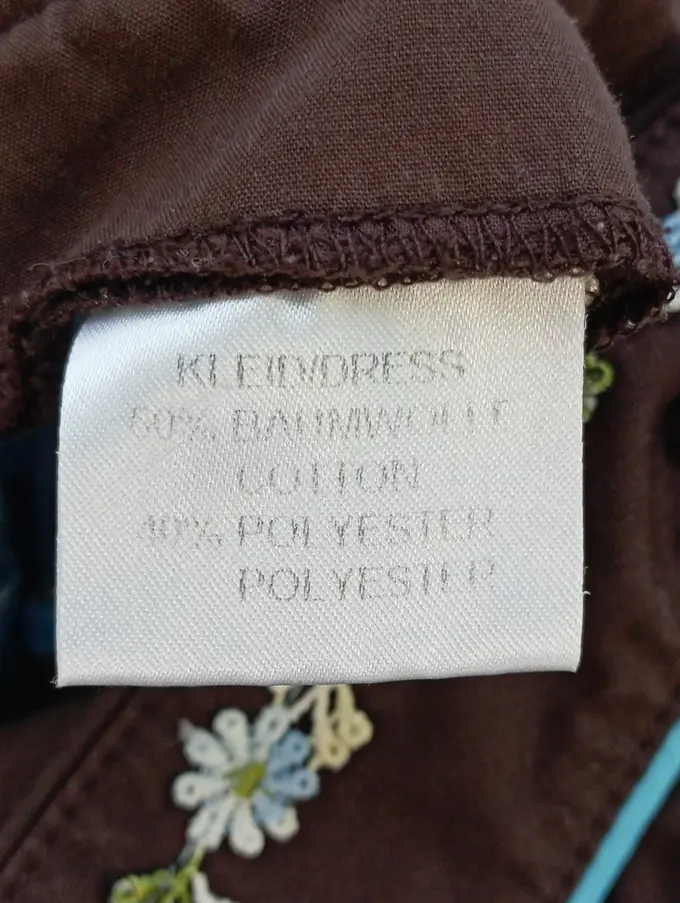 KLEID/DRESS
60% BAUMWOLLE
COTTON
40% POLYESTER
POLYESTER